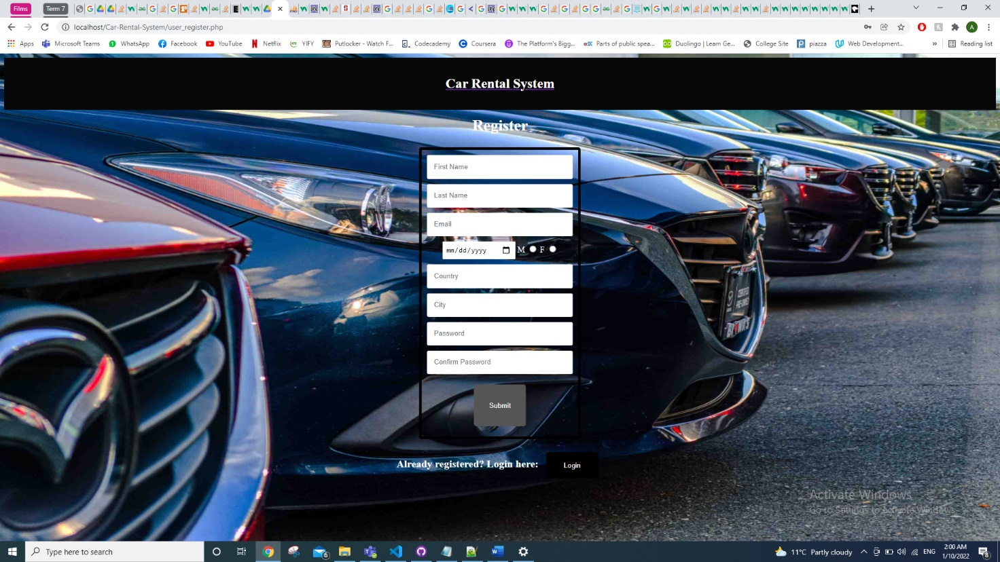 Films
Term 7
localhost/Car-Rental-System/user_register.php
A
Apps
Microsoft Teams
WhatsApp
Facebook
YouTube
Netflix
YIFY
Putlocker - Watch F...
Codecademy
Coursera
The Platform's Bigg...
Parts of public spea...
Duolingo | Learn Ge...
College Site
piazza
Web Development...
»
Reading list
Car Rental System
Register
First Name
Last Name
Email
mm/dd/yyyy
M
F
Country
City
Password
Confirm Password
Submit
Already registered? Login here:
Login
Activate Windows
Go to Settings to activate Windows.
Type here to search
6
11°C Partly cloudy
ENG
2:00 AM
1/10/2022
8